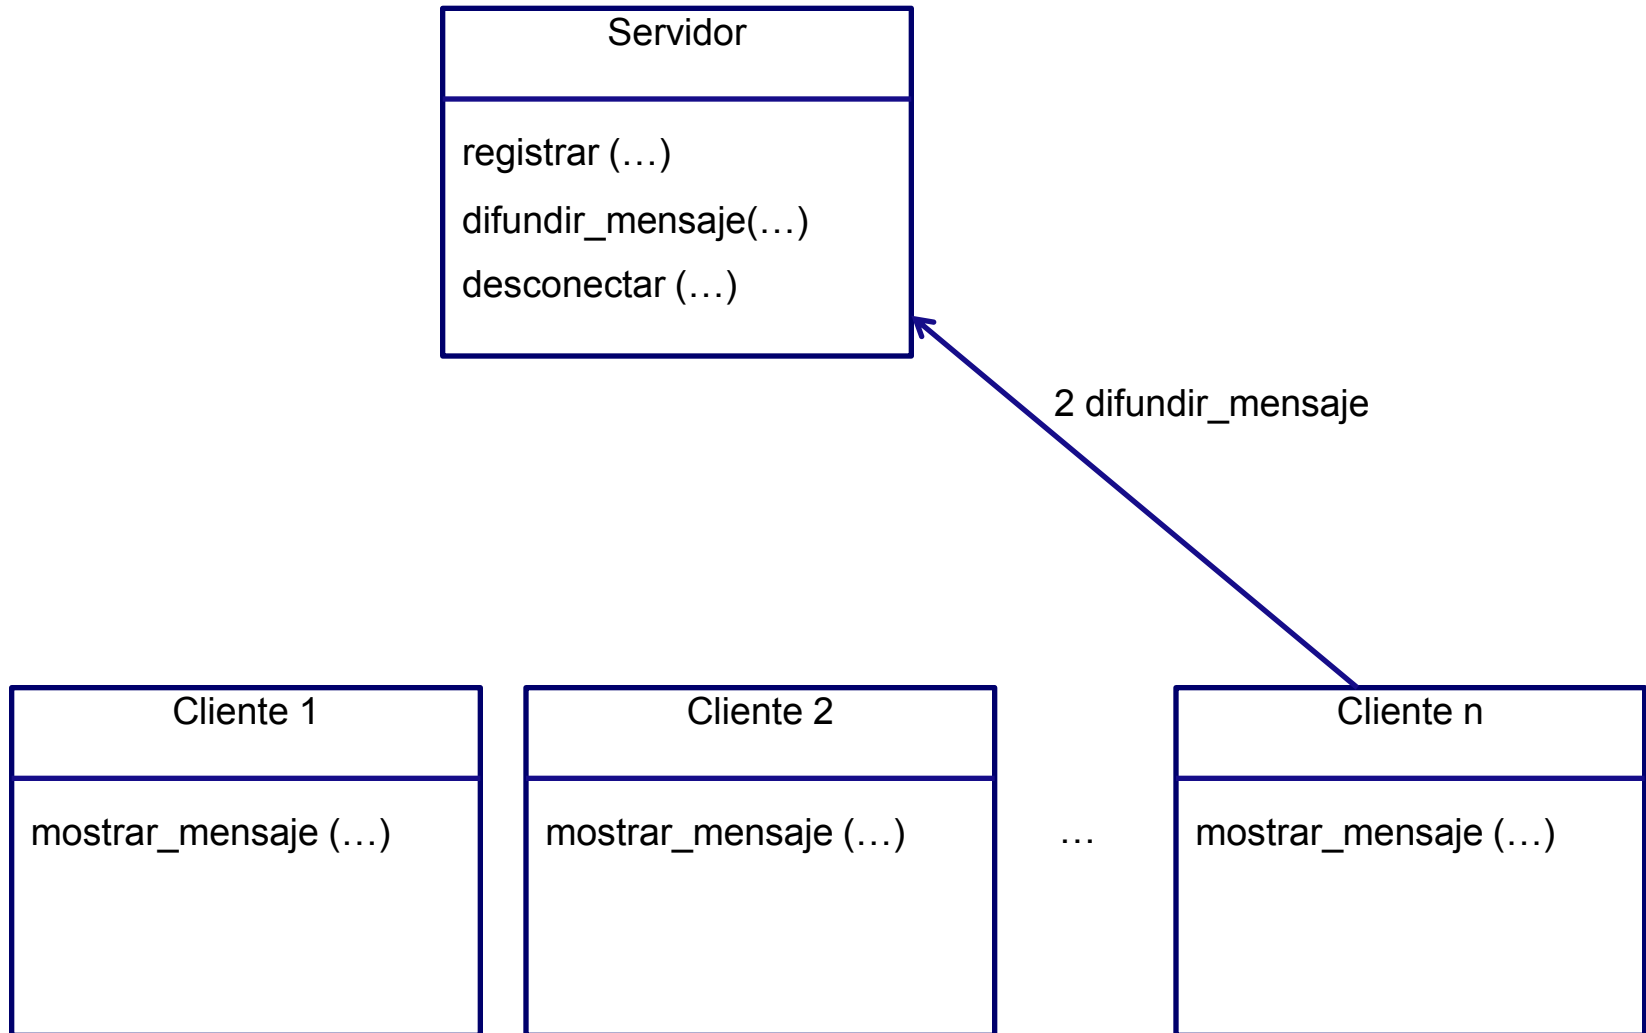 Servidor
registrar (…)
difundir_mensaje(…)
desconectar (…)
2 difundir_mensaje
Cliente 1
mostrar_mensaje (…)
Cliente 2
mostrar_mensaje (…)
…
Cliente n
mostrar_mensaje (…)